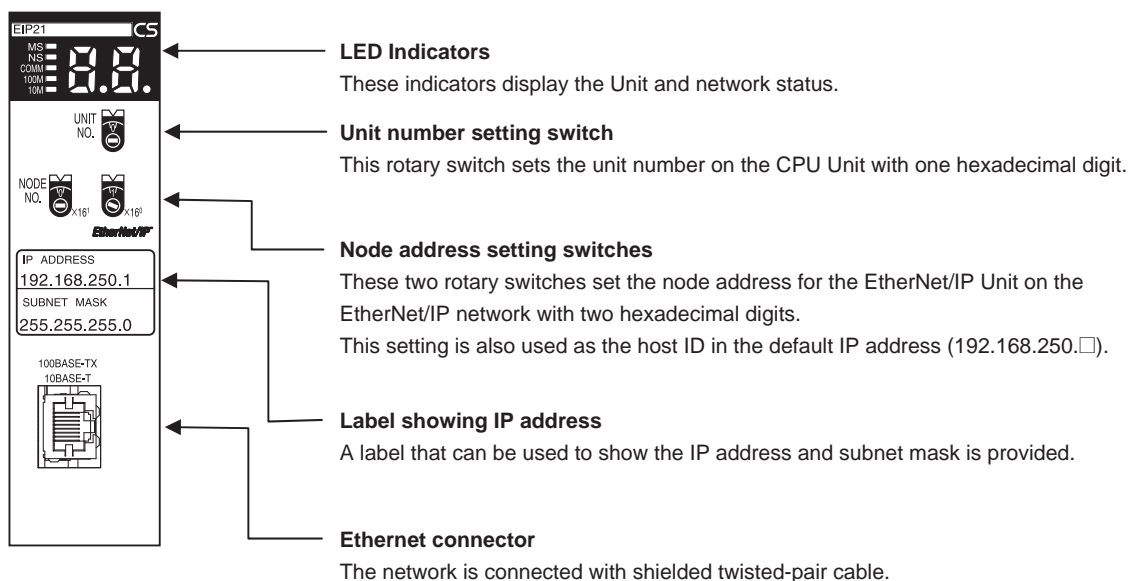 EIP21 CS
MS
NS
COMM
100M
10M
8.8.
UNIT
NO.
NODE
NO.
×16¹ ×16⁰
EtherNet/IP
IP ADDRESS
192.168.250.1
SUBNET MASK
255.255.255.0
100BASE-TX
10BASE-T
LED Indicators
These indicators display the Unit and network status.
Unit number setting switch
This rotary switch sets the unit number on the CPU Unit with one hexadecimal digit.
Node address setting switches
These two rotary switches set the node address for the EtherNet/IP Unit on the
EtherNet/IP network with two hexadecimal digits.
This setting is also used as the host ID in the default IP address (192.168.250.□).
Label showing IP address
A label that can be used to show the IP address and subnet mask is provided.
Ethernet connector
The network is connected with shielded twisted-pair cable.